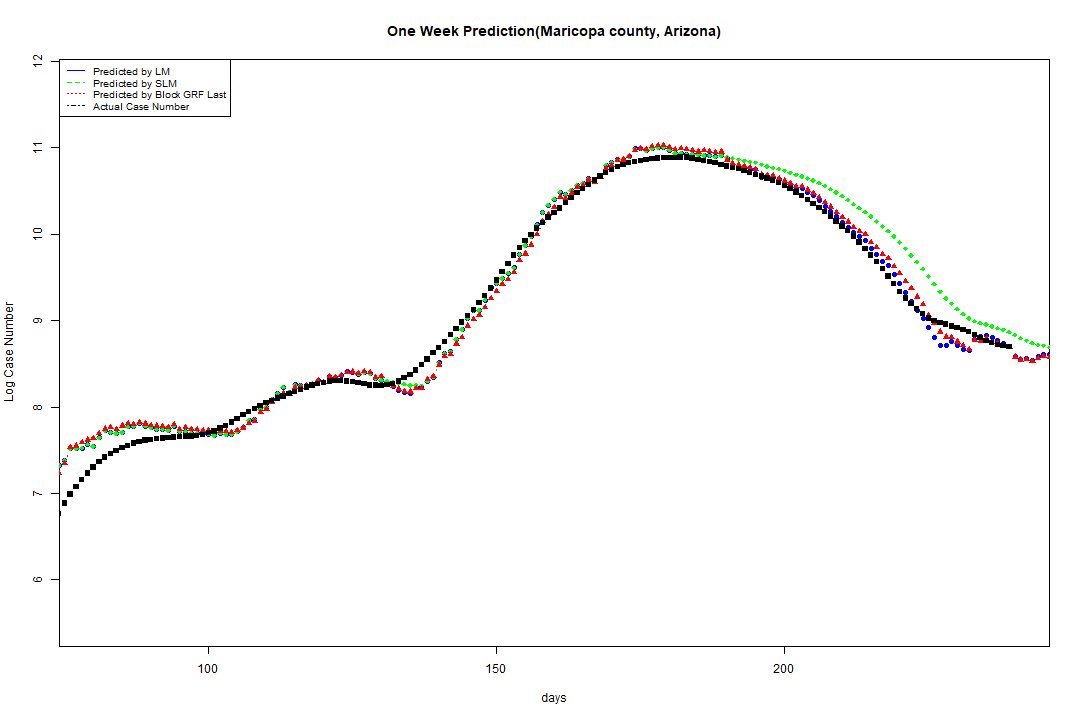 One Week Prediction(Maricopa county, Arizona)
Predicted by LM
Predicted by SLM
Predicted by Block GRF Last
Actual Case Number
Log Case Number
12
11
10
9
8
7
6
100 150 200
days